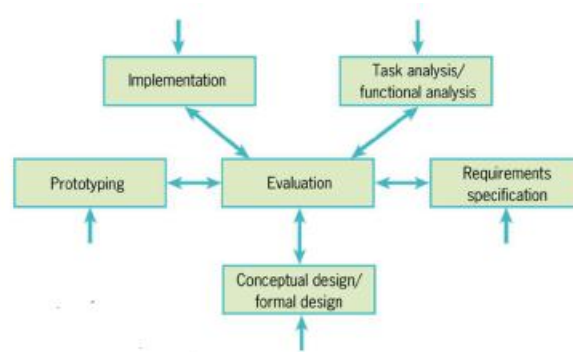 Implementation
Task analysis/
functional analysis
Prototyping
Evaluation
Requirements
specification
Conceptual design/
formal design